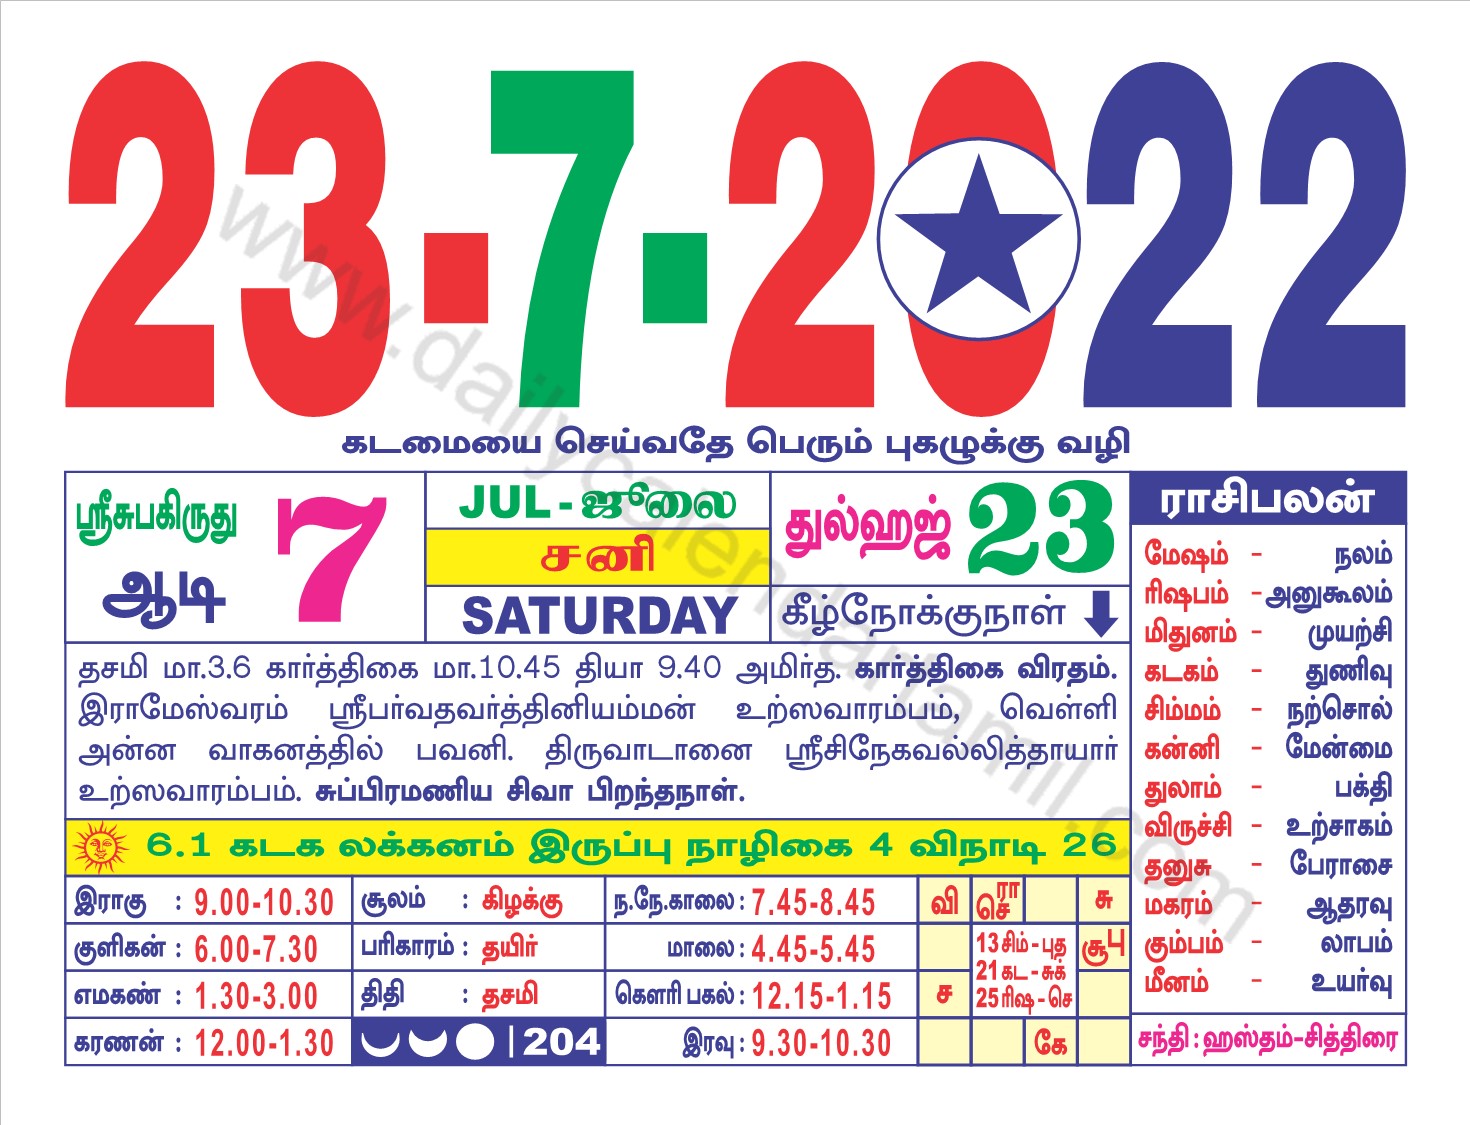 23-7-2022
கடமையை செய்வதே பெரும் புகழுக்கு வழி
ஸ்ரீசுபகிருது
ஆடி 7
JUL - ஜூலை
சனி
SATURDAY
துல்ஹஜ் 23
கீழ்நோக்குநாள்
தசமி மா.3.6 கார்த்திகை மா.10.45 தியா 9.40 அமிர்த. கார்த்திகை விரதம்.
இராமேஸ்வரம் ஸ்ரீபர்வதவர்த்தினியம்மன் உற்ஸவாரம்பம், வெள்ளி
அன்ன வாகனத்தில் பவனி. திருவாடானை ஸ்ரீசிநேகவல்லித்தாயார்
உற்ஸவாரம்பம். சுப்பிரமணிய சிவா பிறந்தநாள்.
6.1 கடக லக்கனம் இருப்பு நாழிகை 4 விநாடி 26
இராகு : 9.00-10.30
குளிகன் : 6.00-7.30
எமகண் : 1.30-3.00
கரணன் : 12.00-1.30
சூலம் : கிழக்கு
பரிகாரம் : தயிர்
திதி : தசமி
204
ந.நே.காலை : 7.45-8.45
மாலை : 4.45-5.45
கௌரி பகல் : 12.15-1.15
இரவு : 9.30-10.30
வி ரா செ சு
13 சிம் - புத சூ பு
21 கட - சுக்
ச 25 ரிஷ - செ
கே
ராசிபலன்
மேஷம் - நலம்
ரிஷபம் - அனுகூலம்
மிதுனம் - முயற்சி
கடகம் - துணிவு
சிம்மம் - நற்சொல்
கன்னி - மேன்மை
துலாம் - பக்தி
விருச்சி - உற்சாகம்
தனுசு - பேராசை
மகரம் - ஆதரவு
கும்பம் - லாபம்
மீனம் - உயர்வு
சந்தி : ஹஸ்தம்-சித்திரை
www.dailycalendartamil.com